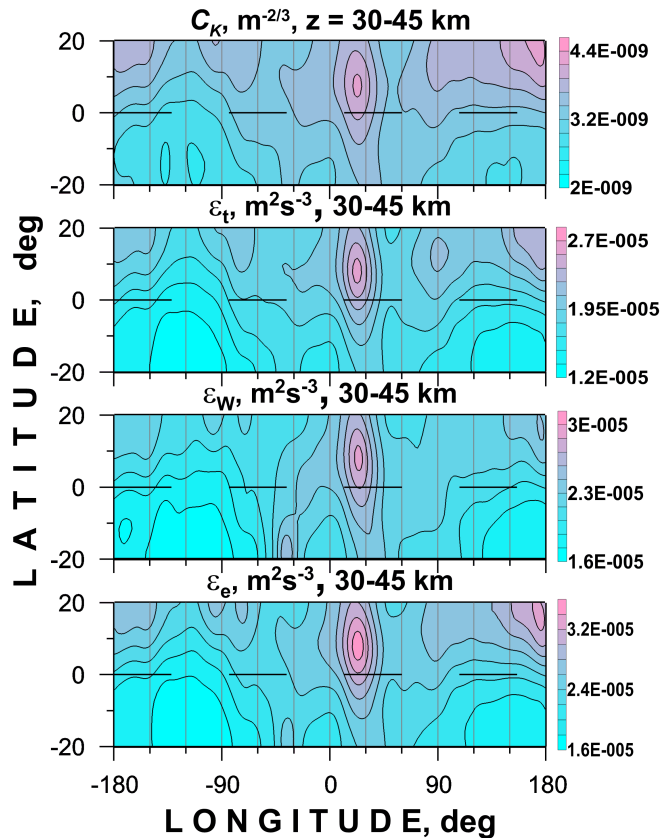 C_K, m^-2/3, z = 30-45 km
20
0
-20
4.4E-009
3.2E-009
2E-009
ε_t, m²s⁻³, 30-45 km
20
0
-20
2.7E-005
1.95E-005
1.2E-005
ε_W, m²s⁻³, 30-45 km
20
0
-20
3E-005
2.3E-005
1.6E-005
ε_e, m²s⁻³, 30-45 km
20
0
-20
3.2E-005
2.4E-005
1.6E-005
-180 -90 0 90 180
LONGITUDE, deg
LATITUDE, deg